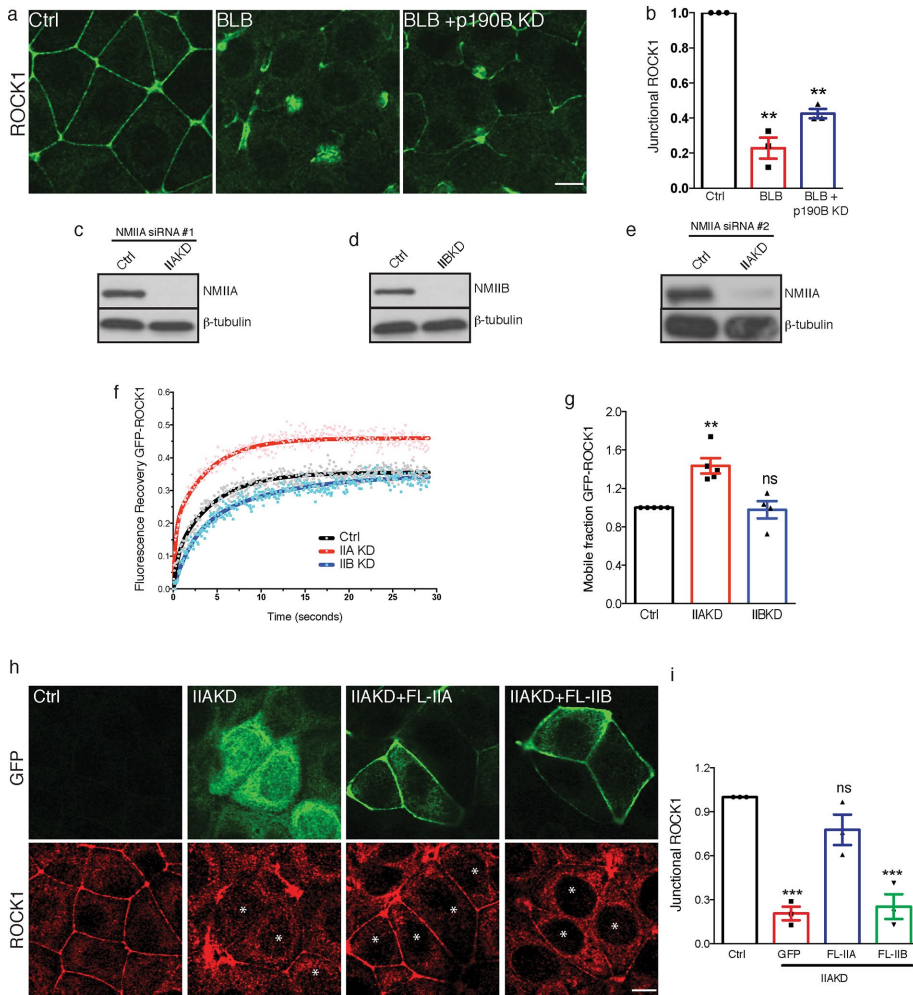 a
Ctrl
BLB
BLB +p190B KD
ROCK1
b
Junctional ROCK1
1.0
0.8
0.6
0.4
0.2
0.0
**
**
Ctrl
BLB
BLB +
p190B KD
c
NMIIA siRNA #1
Ctrl
IIAKD
NMIIA
β-tubulin
d
Ctrl
IIBKD
NMIIB
β-tubulin
e
NMIIA siRNA #2
Ctrl
IIAKD
NMIIA
β-tubulin
f
Fluorescence Recovery GFP-ROCK1
0.6
0.5
0.4
0.3
0.2
0.1
0.0
0
5
10
15
20
25
30
Time (seconds)
Ctrl
IIA KD
IIB KD
g
Mobile fraction GFP-ROCK1
2.0
1.6
1.2
0.8
0.4
0.0
**
ns
Ctrl
IIAKD
IIBKD
h
Ctrl
IIAKD
IIAKD+FL-IIA
IIAKD+FL-IIB
GFP
ROCK1
* * *
* * * *
* * * *
i
Junctional ROCK1
1.2
0.9
0.6
0.3
0.0
***
ns
***
Ctrl
GFP
FL-IIA
FL-IIB
IIAKD